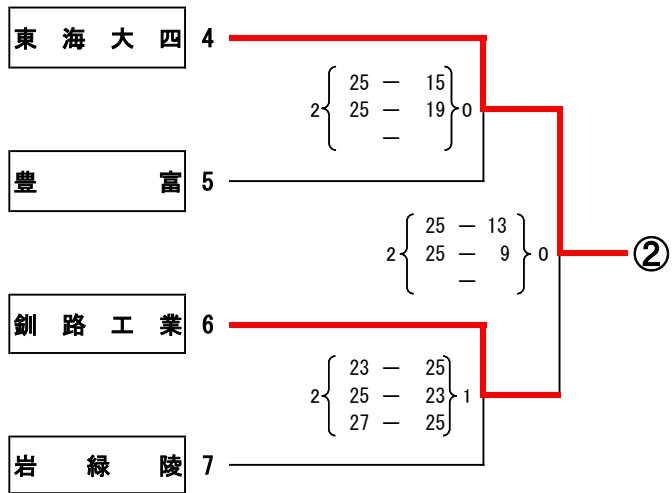 東海大四 4
25 — 15
2 25 — 19 0
—
豊富 5
25 — 13
2 25 — 9 0
—
②
釧路工業 6
23 — 25
2 25 — 23 1
27 — 25
岩緑陵 7